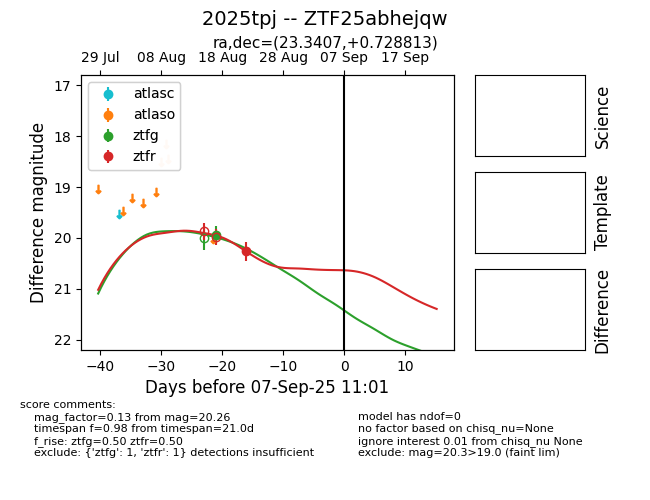 2025tpj -- ZTF25abhejqw
ra,dec=(23.3407,+0.728813)
29 Jul 08 Aug 18 Aug 28 Aug 07 Sep 17 Sep
17
18
19
20
21
22
Difference magnitude
atlasc
atlaso
ztfg
ztfr
−40 −30 −20 −10 0 10
Days before 07-Sep-25 11:01
Science
Template
Difference
score comments:
mag_factor=0.13 from mag=20.26
timespan f=0.98 from timespan=21.0d
f_rise: ztfg=0.50 ztfr=0.50
exclude: {'ztfg': 1, 'ztfr': 1} detections insufficient
model has ndof=0
no factor based on chisq_nu=None
ignore interest 0.01 from chisq_nu None
exclude: mag=20.3>19.0 (faint lim)